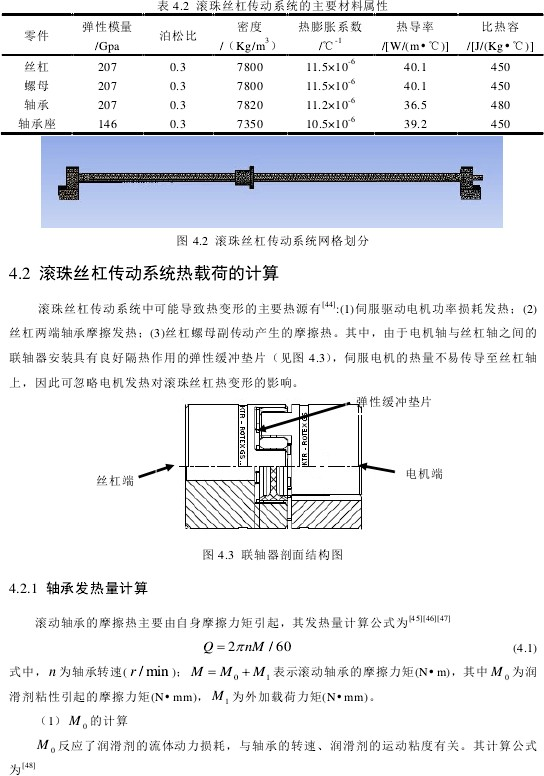 表 4.2 滚珠丝杠传动系统的主要材料属性
零件 弹性模量/Gpa 泊松比 密度/（Kg/m³） 热膨胀系数/℃⁻¹ 热导率/[W/(m•℃)] 比热容/[J/(Kg•℃)]
丝杠 207 0.3 7800 11.5×10⁻⁶ 40.1 450
螺母 207 0.3 7800 11.5×10⁻⁶ 40.1 450
轴承 207 0.3 7820 11.2×10⁻⁶ 36.5 480
轴承座 146 0.3 7350 10.5×10⁻⁶ 39.2 450
图 4.2 滚珠丝杠传动系统网格划分
4.2 滚珠丝杠传动系统热载荷的计算
滚珠丝杠传动系统中可能导致热变形的主要热源有[44]:(1)伺服驱动电机功率损耗发热；(2)
丝杠两端轴承摩擦发热；(3)丝杠螺母副传动产生的摩擦热。其中，由于电机轴与丝杠轴之间的
联轴器安装具有良好隔热作用的弹性缓冲垫片（见图 4.3），伺服电机的热量不易传导至丝杠轴
上，因此可忽略电机发热对滚珠丝杠热变形的影响。
弹性缓冲垫片
KTR - ROTEX GS
KTR - ROTEX GS
丝杠端
电机端
图 4.3 联轴器剖面结构图
4.2.1 轴承发热量计算
滚动轴承的摩擦热主要由自身摩擦力矩引起，其发热量计算公式为[45][46][47]
Q = 2πnM / 60 (4.1)
式中，n 为轴承转速( r / min )；M = M₀ + M₁ 表示滚动轴承的摩擦力矩(N•m)，其中 M₀ 为润
滑剂粘性引起的摩擦力矩(N•mm)，M₁ 为外加载荷力矩(N•mm)。
（1）M₀ 的计算
M₀ 反应了润滑剂的流体动力损耗，与轴承的转速、润滑剂的运动粘度有关。其计算公式
为[48]